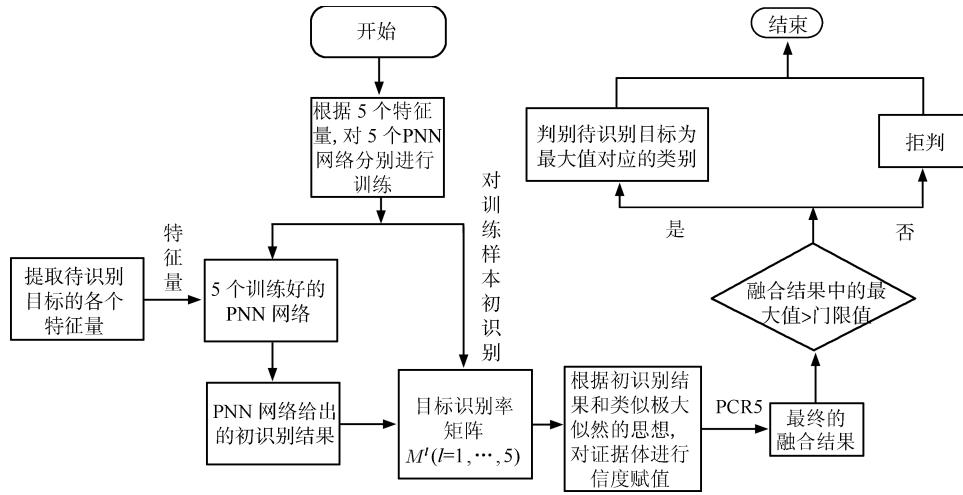 开始
根据5个特征
量,对5个PNN
网络分别进行
训练
对训练样本初识别
提取待识别
目标的各个
特征量
特征量
5个训练好的
PNN网络
PNN网络给出
的初识别结果
目标识别率
矩阵
M^l(l=1,…,5)
根据初识别结
果和类似极大
似然的思想,
对证据体进行
信度赋值
PCR5
最终的
融合结果
融合结果中的最
大值>门限值
是
否
判别待识别目标为
最大值对应的类别
拒判
结束